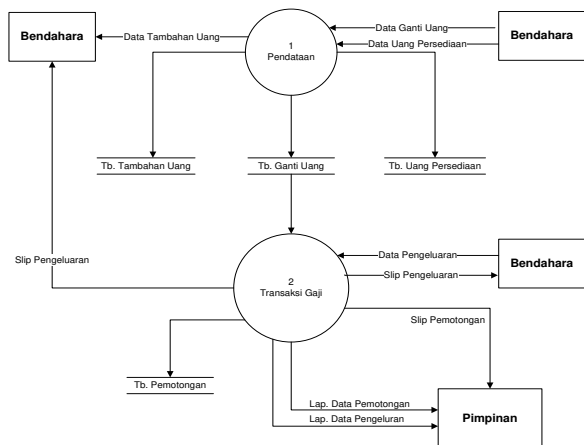 Data Ganti Uang
Bendahara
Data Tambahan Uang
1
Pendataan
Data Uang Persediaan
Bendahara
Tb. Tambahan Uang
Tb. Ganti Uang
Tb. Uang Persediaan
Slip Pengeluaran
Data Pengeluaran
Bendahara
2
Transaksi Gaji
Slip Pengeluaran
Slip Pemotongan
Tb. Pemotongan
Lap. Data Pemotongan
Lap. Data Pengeluran
Pimpinan